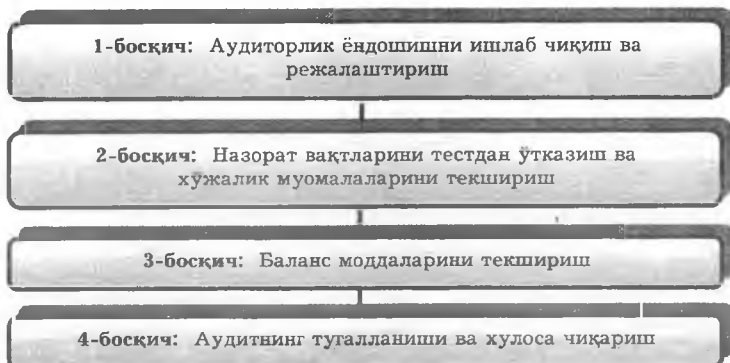 1-босқич: Аудиторлик ёндошишни ишлаб чиқиш ва
режалаштириш
2-босқич: Назорат вақтларини тестдан ўтказиш ва
хўжалик муомалаларини текшириш
3-босқич: Баланс моддаларини текшириш
4-босқич: Аудитнинг тугалланиши ва хулоса чиқариш